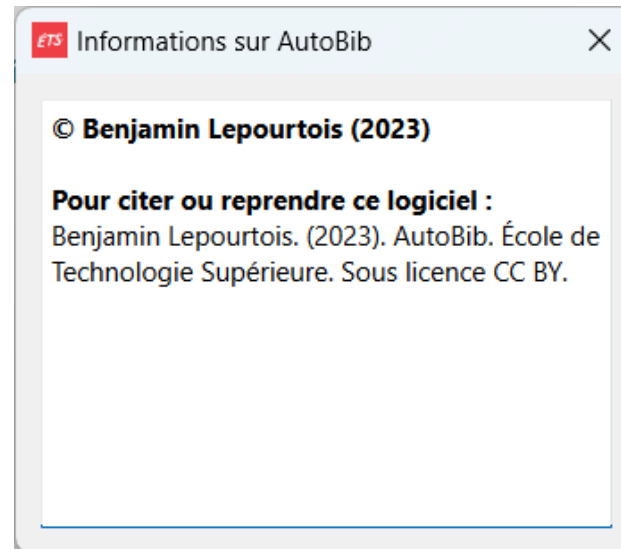 ÉTS Informations sur AutoBib
© Benjamin Lepourtois (2023)
Pour citer ou reprendre ce logiciel :
Benjamin Lepourtois. (2023). AutoBib. École de
Technologie Supérieure. Sous licence CC BY.